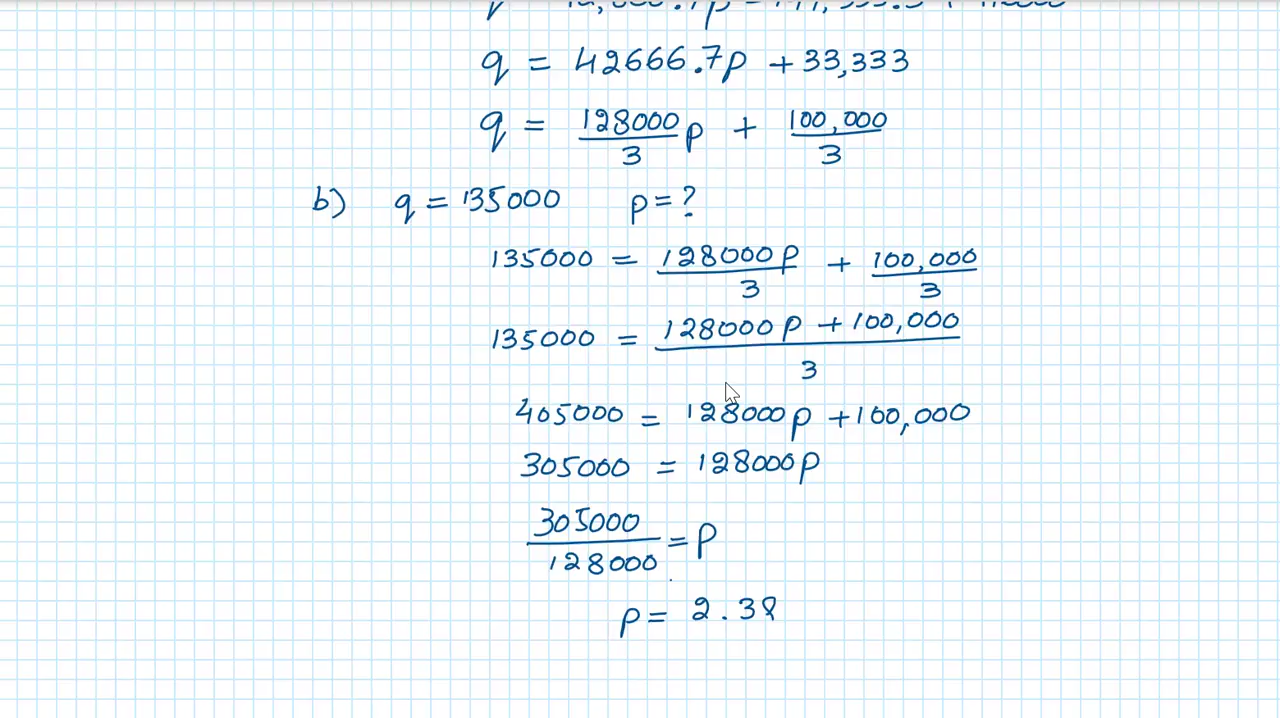 q = 42666.7p + 33,333
q = 128000/3 p + 100,000/3
b) q = 135000 p = ?
135000 = 128000p/3 + 100,000/3
135000 = 128000p + 100,000 / 3
405000 = 128000p + 100,000
305000 = 128000p
305000/128000 = p
p = 2.38